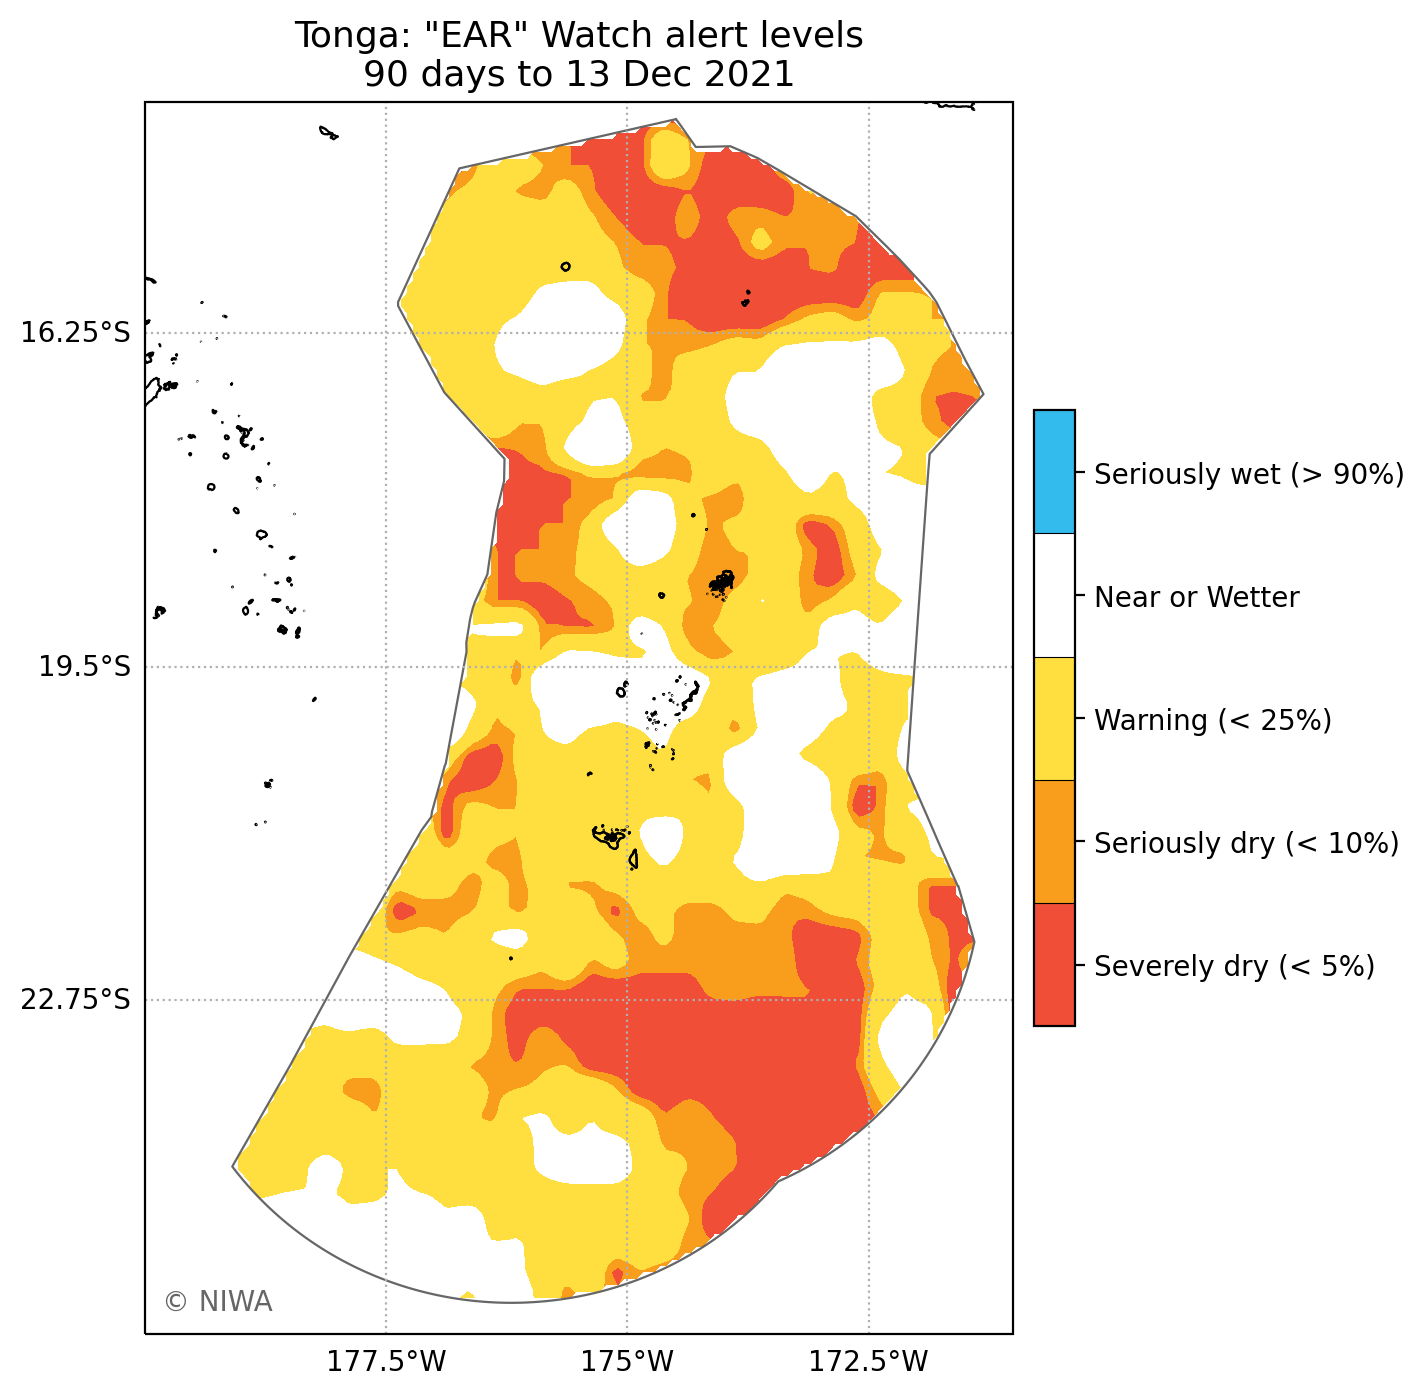 Tonga: "EAR" Watch alert levels
90 days to 13 Dec 2021
16.25°S
19.5°S
22.75°S
177.5°W
175°W
172.5°W
Seriously wet (> 90%)
Near or Wetter
Warning (< 25%)
Seriously dry (< 10%)
Severely dry (< 5%)
© NIWA